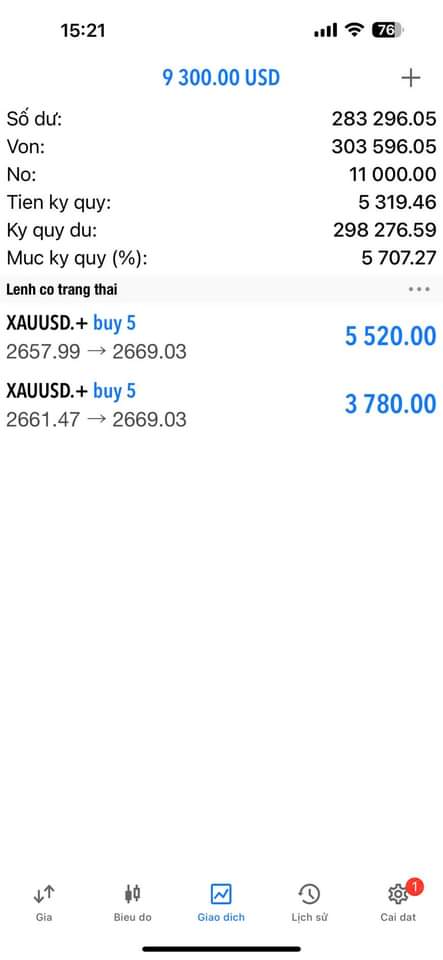 15:21
76
9 300.00 USD
Số dư: 283 296.05
Von: 303 596.05
No: 11 000.00
Tien ky quy: 5 319.46
Ky quy du: 298 276.59
Muc ky quy (%): 5 707.27
Lenh co trang thai
XAUUSD.+ buy 5
5 520.00
2657.99 → 2669.03
XAUUSD.+ buy 5
3 780.00
2661.47 → 2669.03
1
Gia Bieu do Giao dich Lịch sử Cai dat